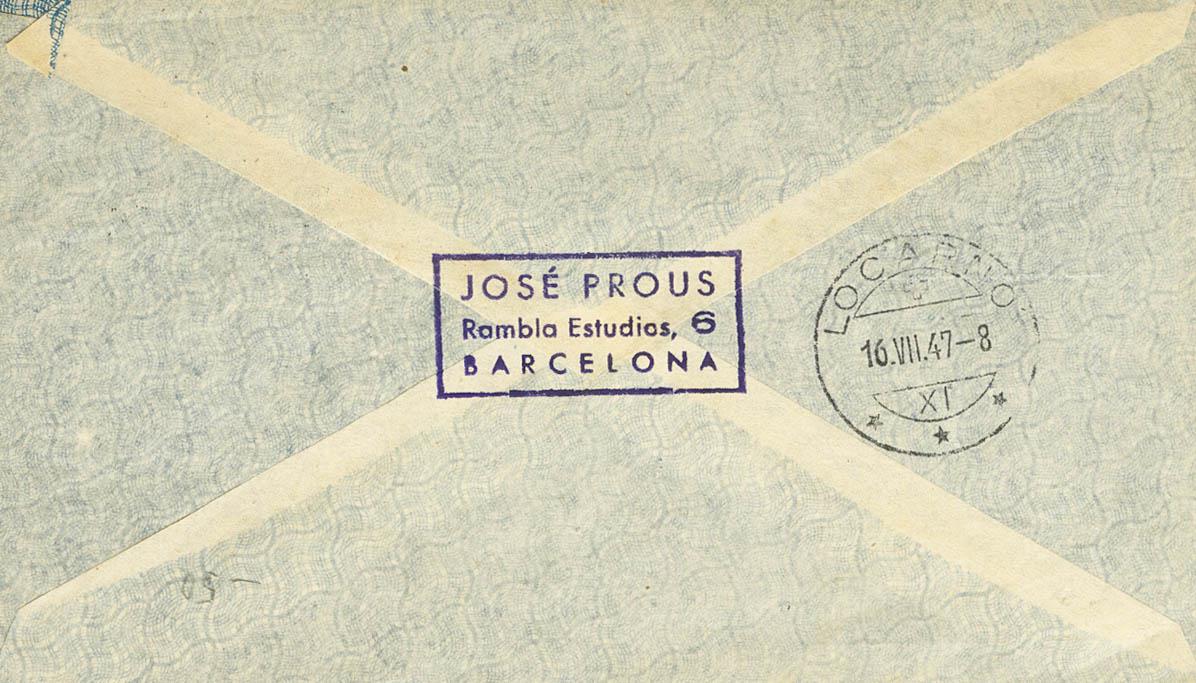 JOSÉ PROUS
Rambla Estudios, 6
BARCELONA
LOCARNO
16.VII.47-8
XI